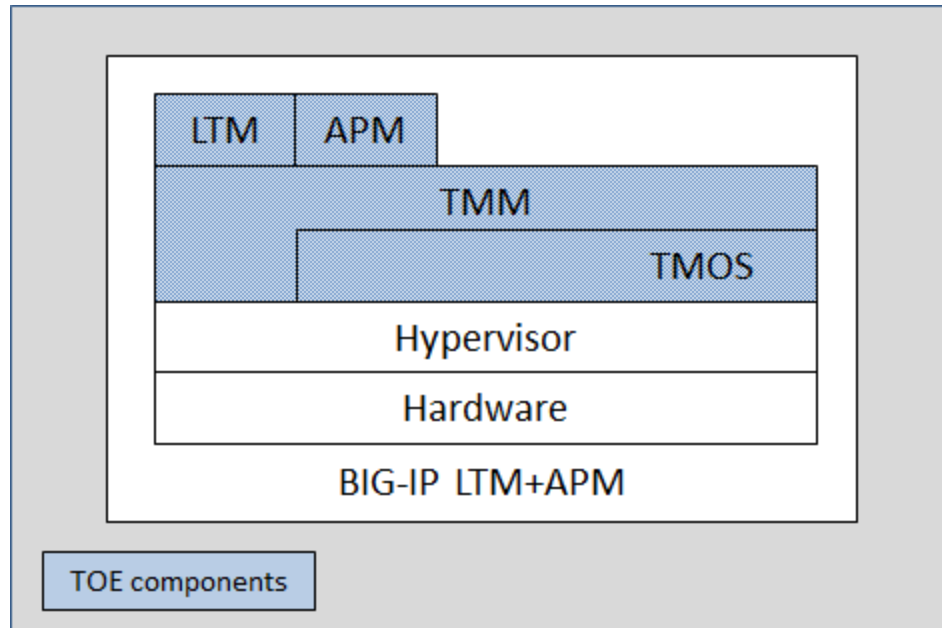 LTM APM
TMM
TMOS
Hypervisor
Hardware
BIG-IP LTM+APM
TOE components